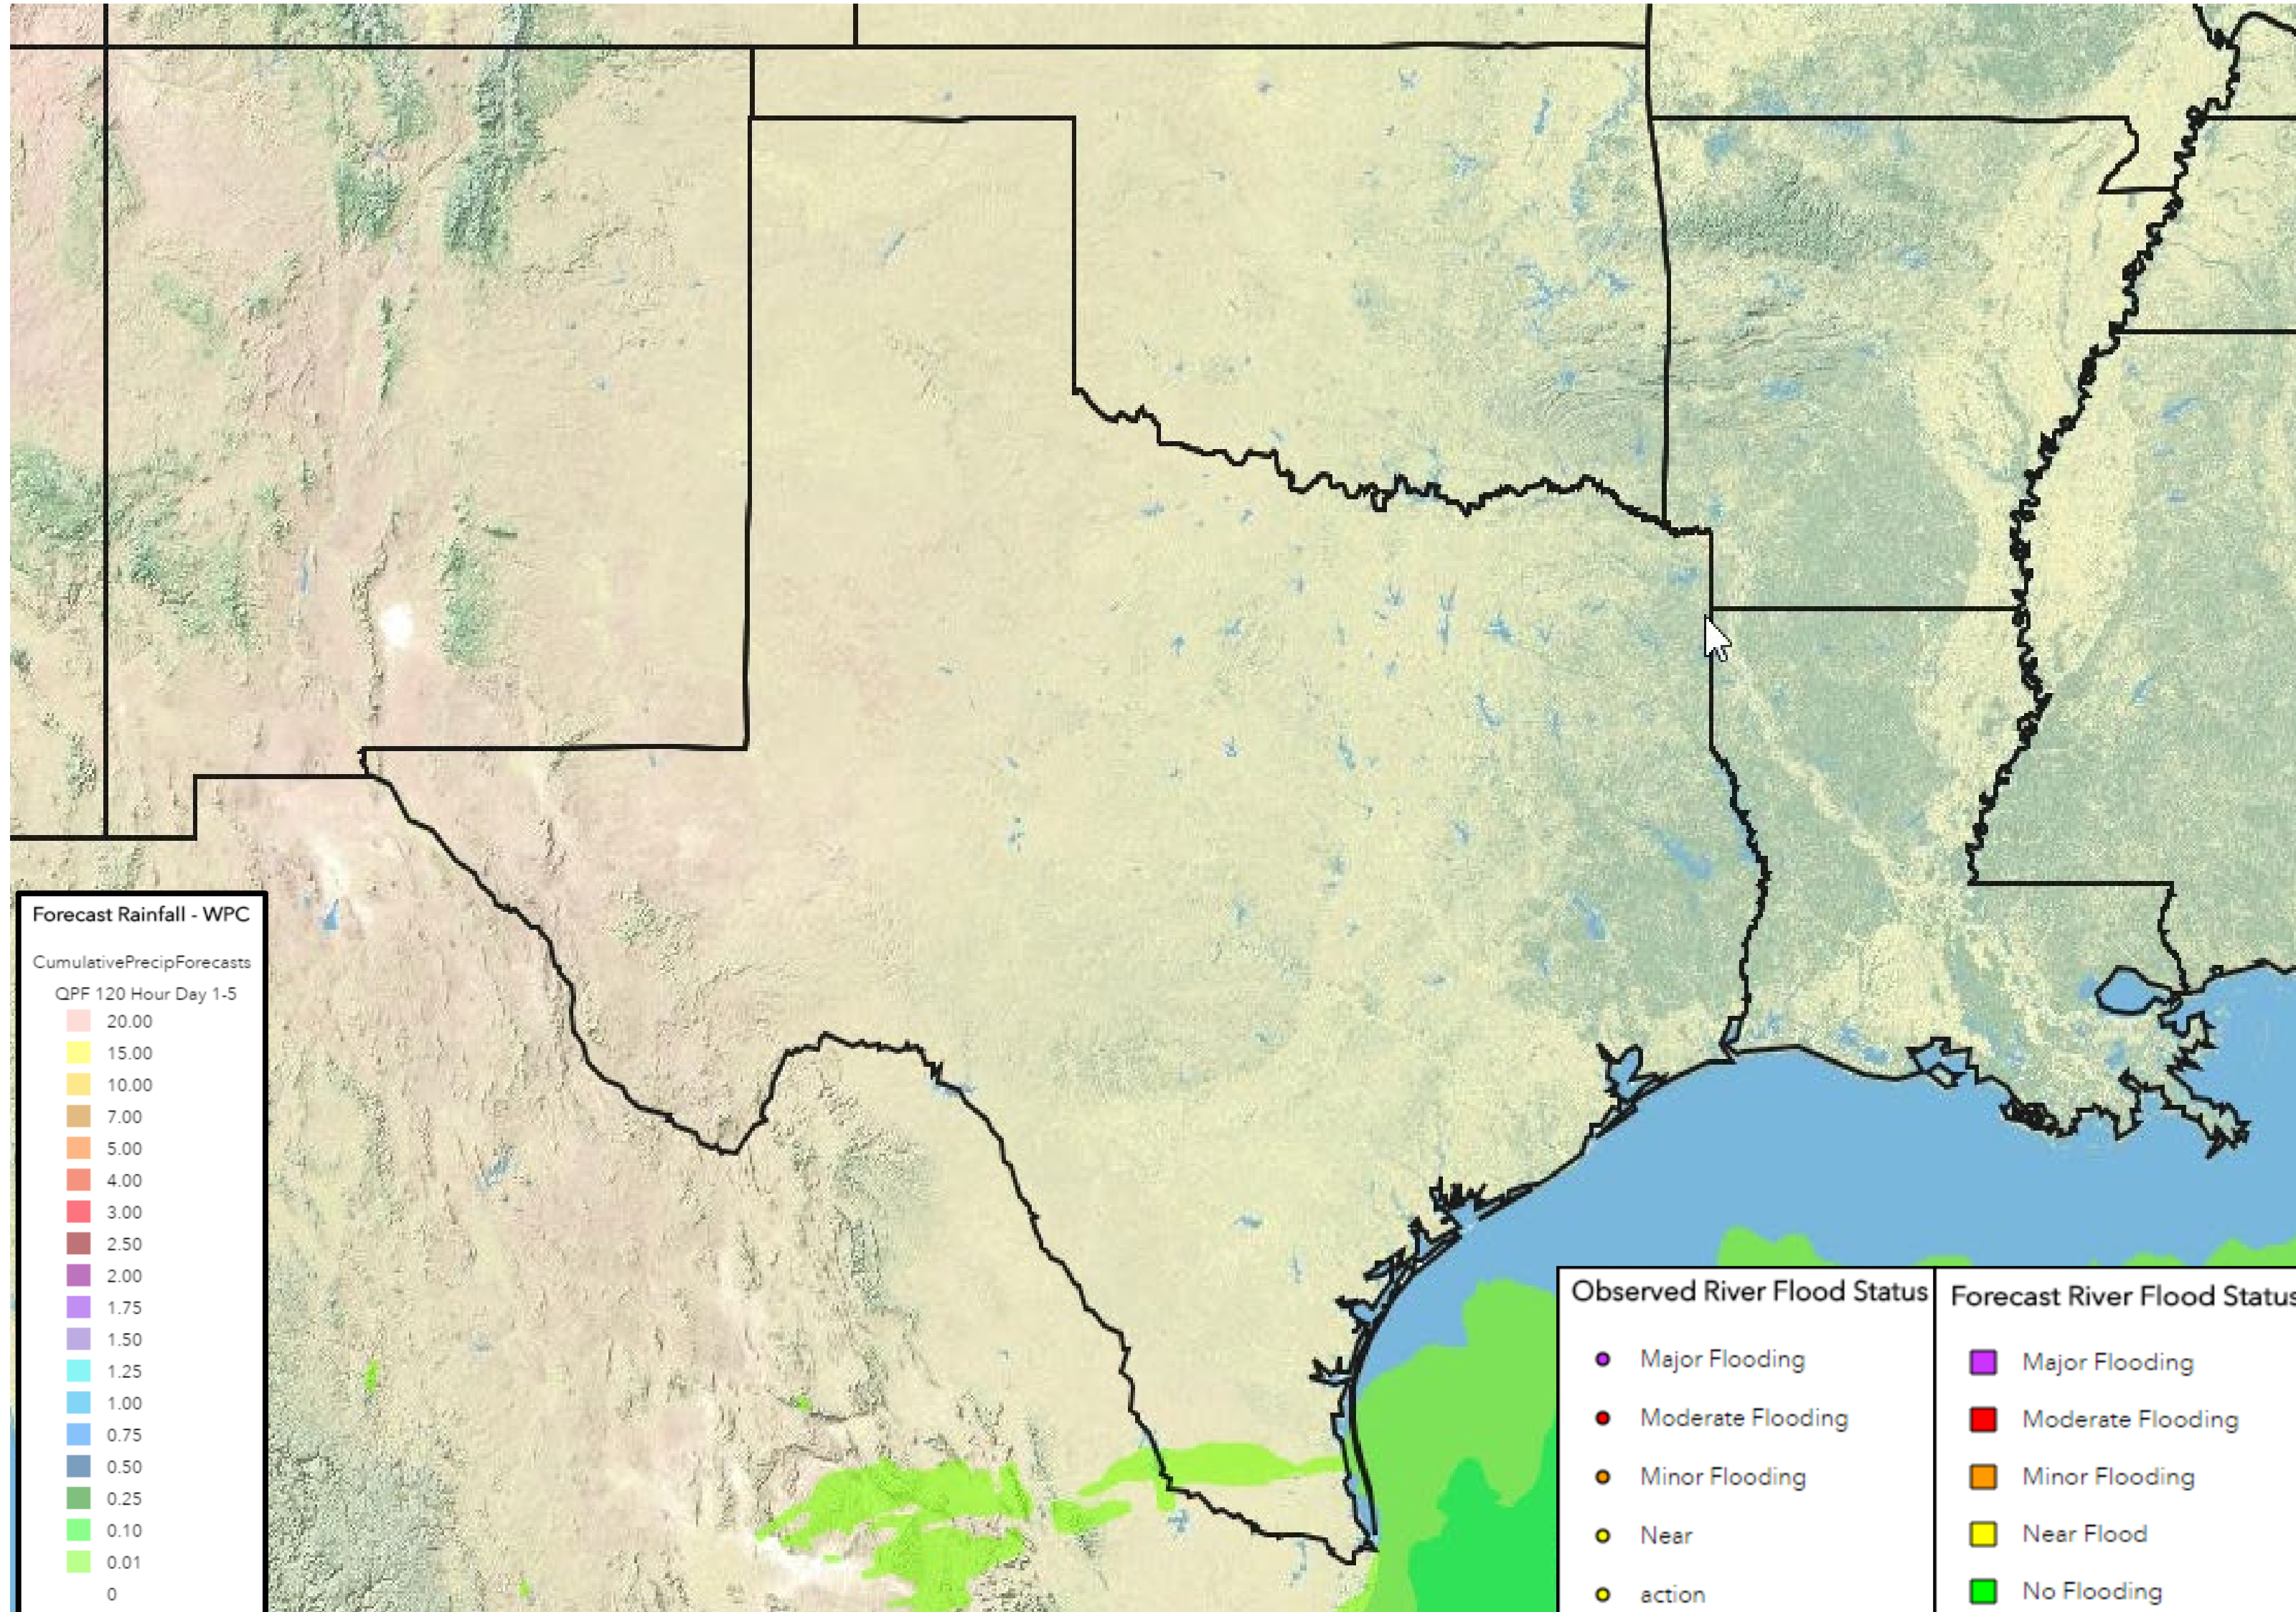 Forecast Rainfall - WPC
CumulativePrecipForecasts
QPF 120 Hour Day 1-5
20.00
15.00
10.00
7.00
5.00
4.00
3.00
2.50
2.00
1.75
1.50
1.25
1.00
0.75
0.50
0.25
0.10
0.01
0
Observed River Flood Status
Major Flooding
Moderate Flooding
Minor Flooding
Near
action
Forecast River Flood Status
Major Flooding
Moderate Flooding
Minor Flooding
Near Flood
No Flooding